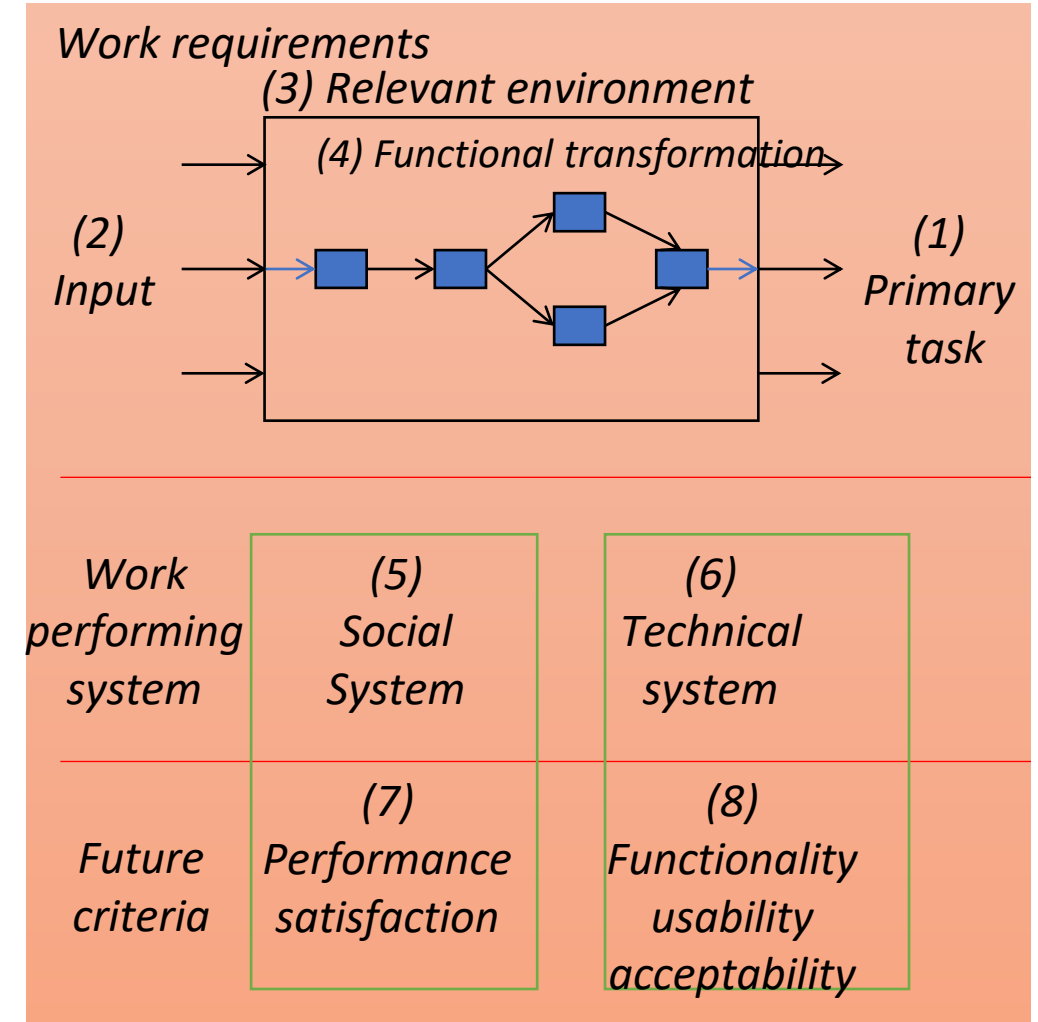 Work requirements
(3) Relevant environment
(4) Functional transformation
(2)
Input
(1)
Primary
task
Work
performing
system
(5)
Social
System
(6)
Technical
system
Future
criteria
(7)
Performance
satisfaction
(8)
Functionality
usability
acceptability